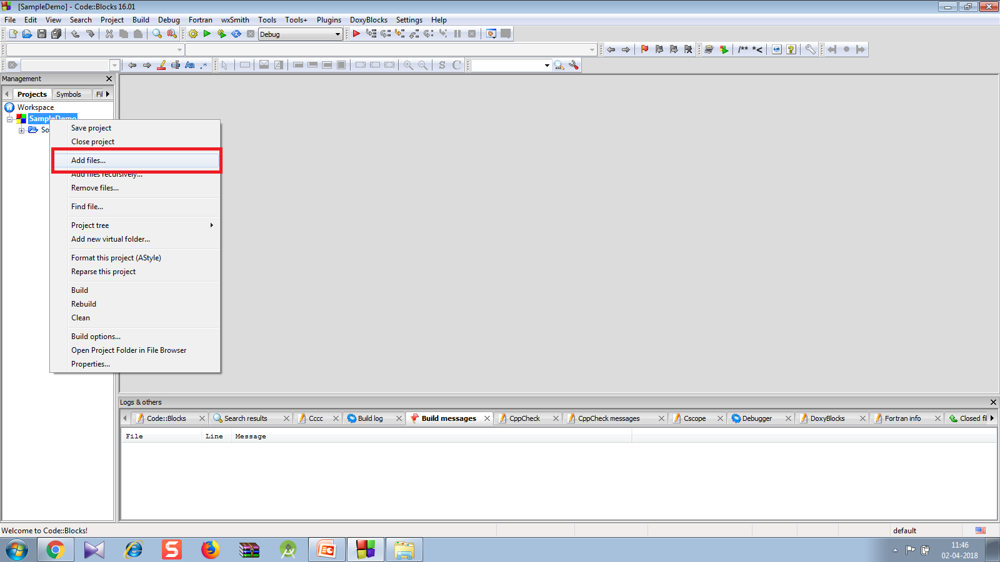 [SampleDemo] - Code::Blocks 16.01
File Edit View Search Project Build Debug Fortran wxSmith Tools Tools+ Plugins DoxyBlocks Settings Help
Debug
/** *<
Aa .*
S C
Management
Projects Symbols Fil
Workspace
SampleDemo
So
Save project
Close project
Add files...
Add files recursively...
Remove files...
Find file...
Project tree
Add new virtual folder...
Format this project (AStyle)
Reparse this project
Build
Rebuild
Clean
Build options...
Open Project Folder in File Browser
Properties...
Logs & others
Code::Blocks Search results Cccc Build log Build messages CppCheck CppCheck messages Cscope Debugger DoxyBlocks Fortran info Closed fil
File Line Message
Welcome to Code::Blocks! default
11:46
02-04-2018